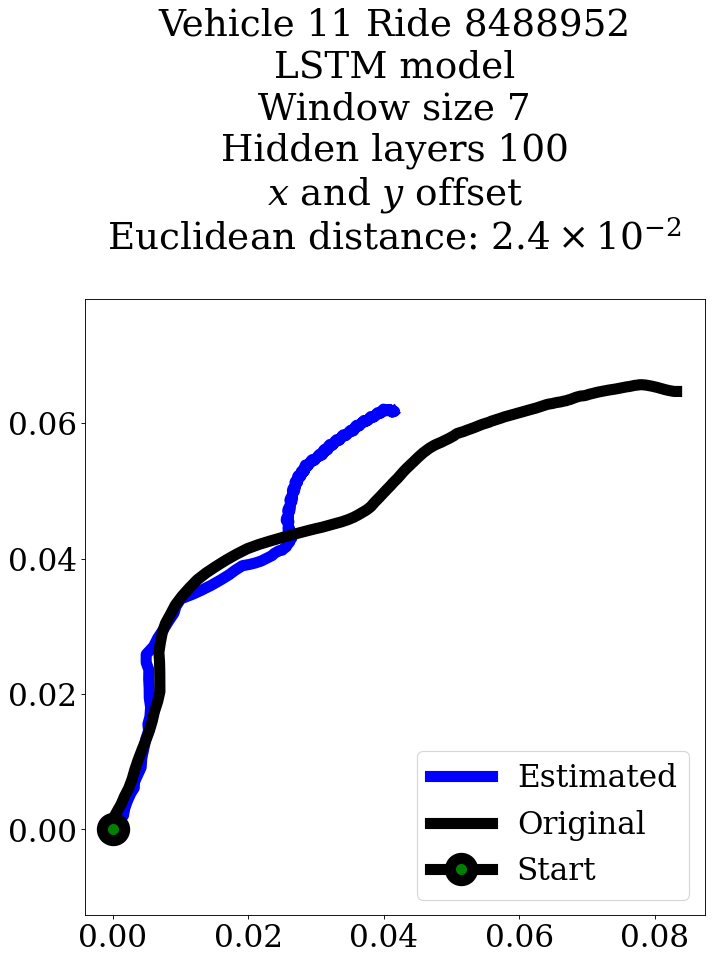 Vehicle 11 Ride 8488952
LSTM model
Window size 7
Hidden layers 100
x and y offset
Euclidean distance: 2.4 × 10⁻²
0.06
0.04
0.02
0.00
Estimated
Original
Start
0.00 0.02 0.04 0.06 0.08